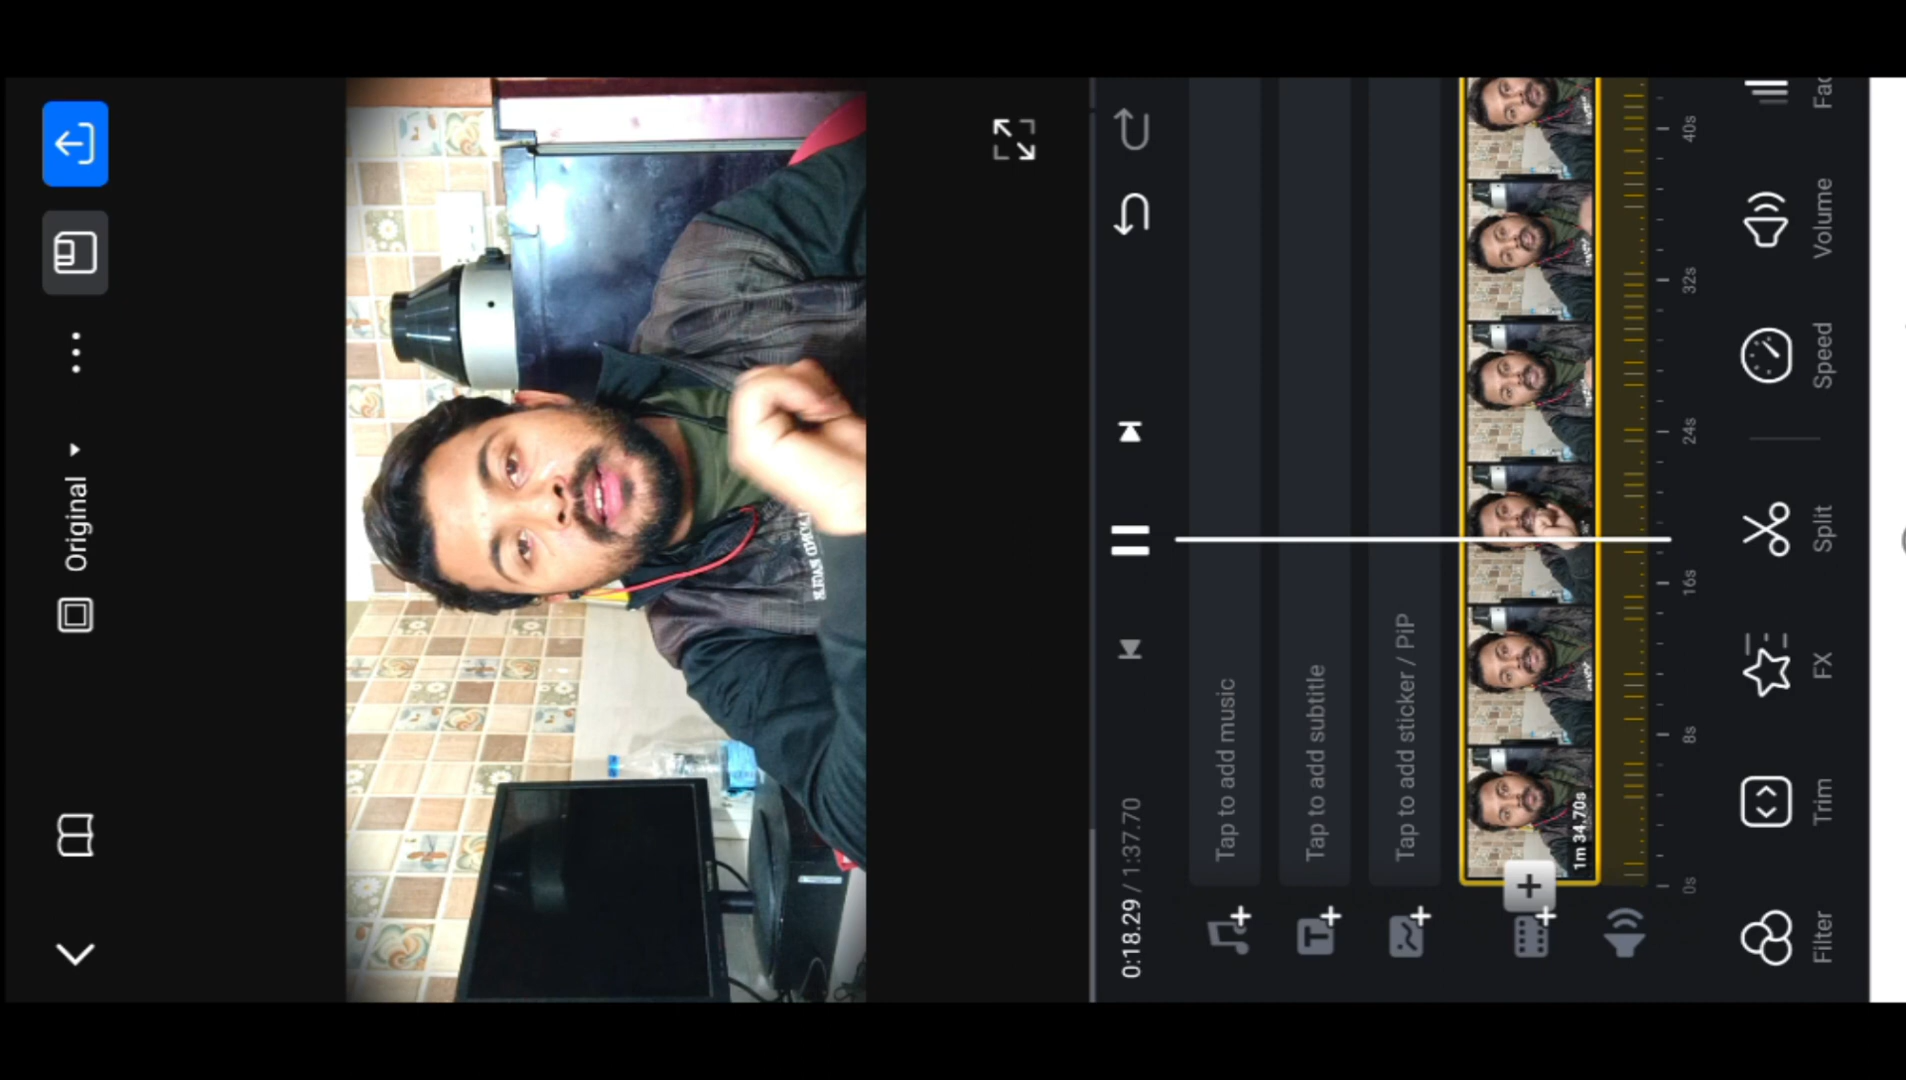 Original
0:18.29 / 1:37.70
Tap to add music
Tap to add subtitle
Tap to add sticker / PiP
1m 34.70s
0s 8s 16s 24s 32s 40s
Filter Trim FX Split Speed Volume